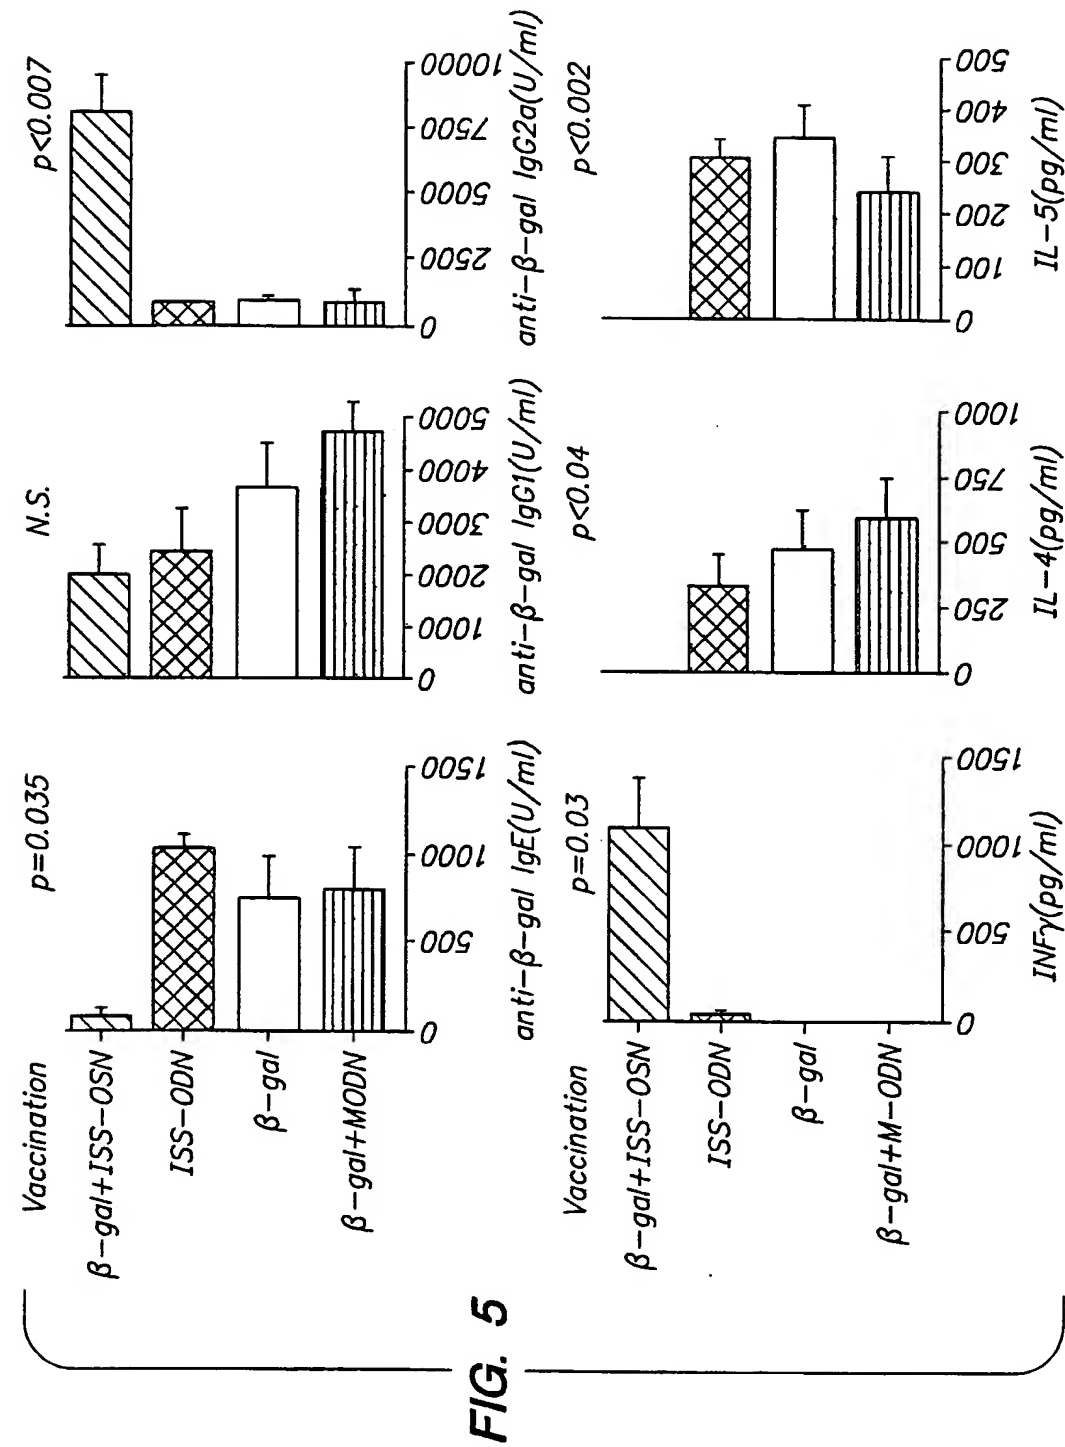 FIG. 5
Vaccination
β-gal+ISS-OSN
ISS-ODN
β-gal
β-gal+MODN
p=0.035
0
500
1000
1500
anti-β-gal IgE(U/ml)
N.S.
0
1000
2000
3000
4000
5000
anti-β-gal IgG1(U/ml)
p<0.007
0
2500
5000
7500
10000
anti-β-gal IgG2a(U/ml)
Vaccination
β-gal+ISS-OSN
ISS-ODN
β-gal
β-gal+M-ODN
p=0.03
0
500
1000
1500
INFγ(pg/ml)
p<0.04
0
250
500
750
1000
IL-4(pg/ml)
p<0.002
0
100
200
300
400
500
IL-5(pg/ml)